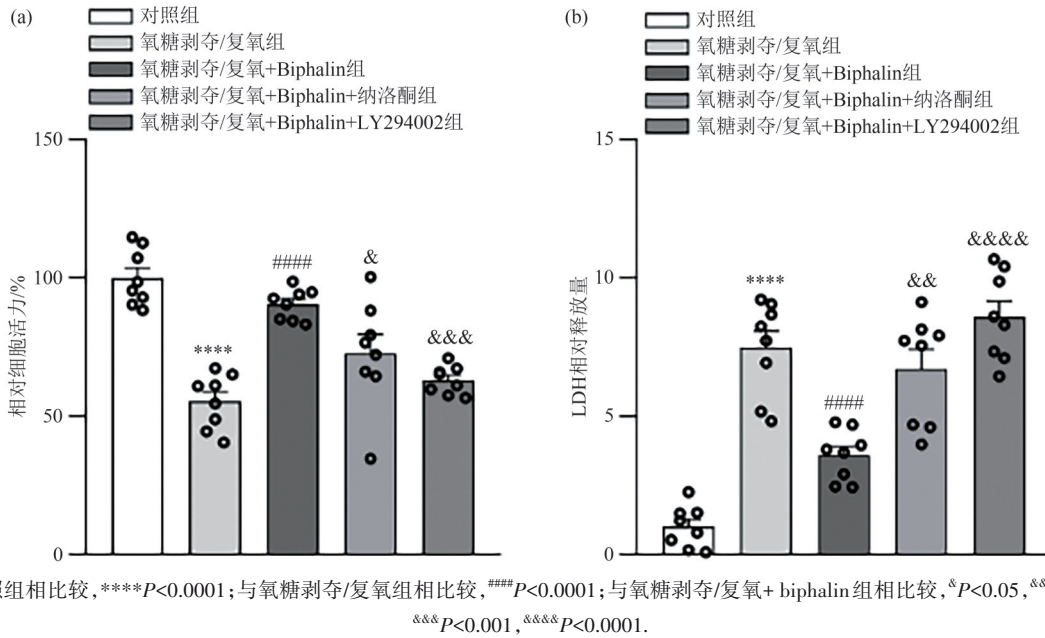 (a)
对照组
氧糖剥夺/复氧组
氧糖剥夺/复氧+Biphalin组
氧糖剥夺/复氧+Biphalin+纳洛酮组
氧糖剥夺/复氧+Biphalin+LY294002组
150
100
50
0
相对细胞活力/%
****
####
&
&&&
(b)
对照组
氧糖剥夺/复氧组
氧糖剥夺/复氧+Biphalin组
氧糖剥夺/复氧+Biphalin+纳洛酮组
氧糖剥夺/复氧+Biphalin+LY294002组
15
10
5
0
LDH相对释放量
****
####
&&
&&&&
照组相比较,****P<0.0001;与氧糖剥夺/复氧组相比较,####P<0.0001;与氧糖剥夺/复氧+ biphalin组相比较,&P<0.05,&&
&&&P<0.001,&&&&P<0.0001.